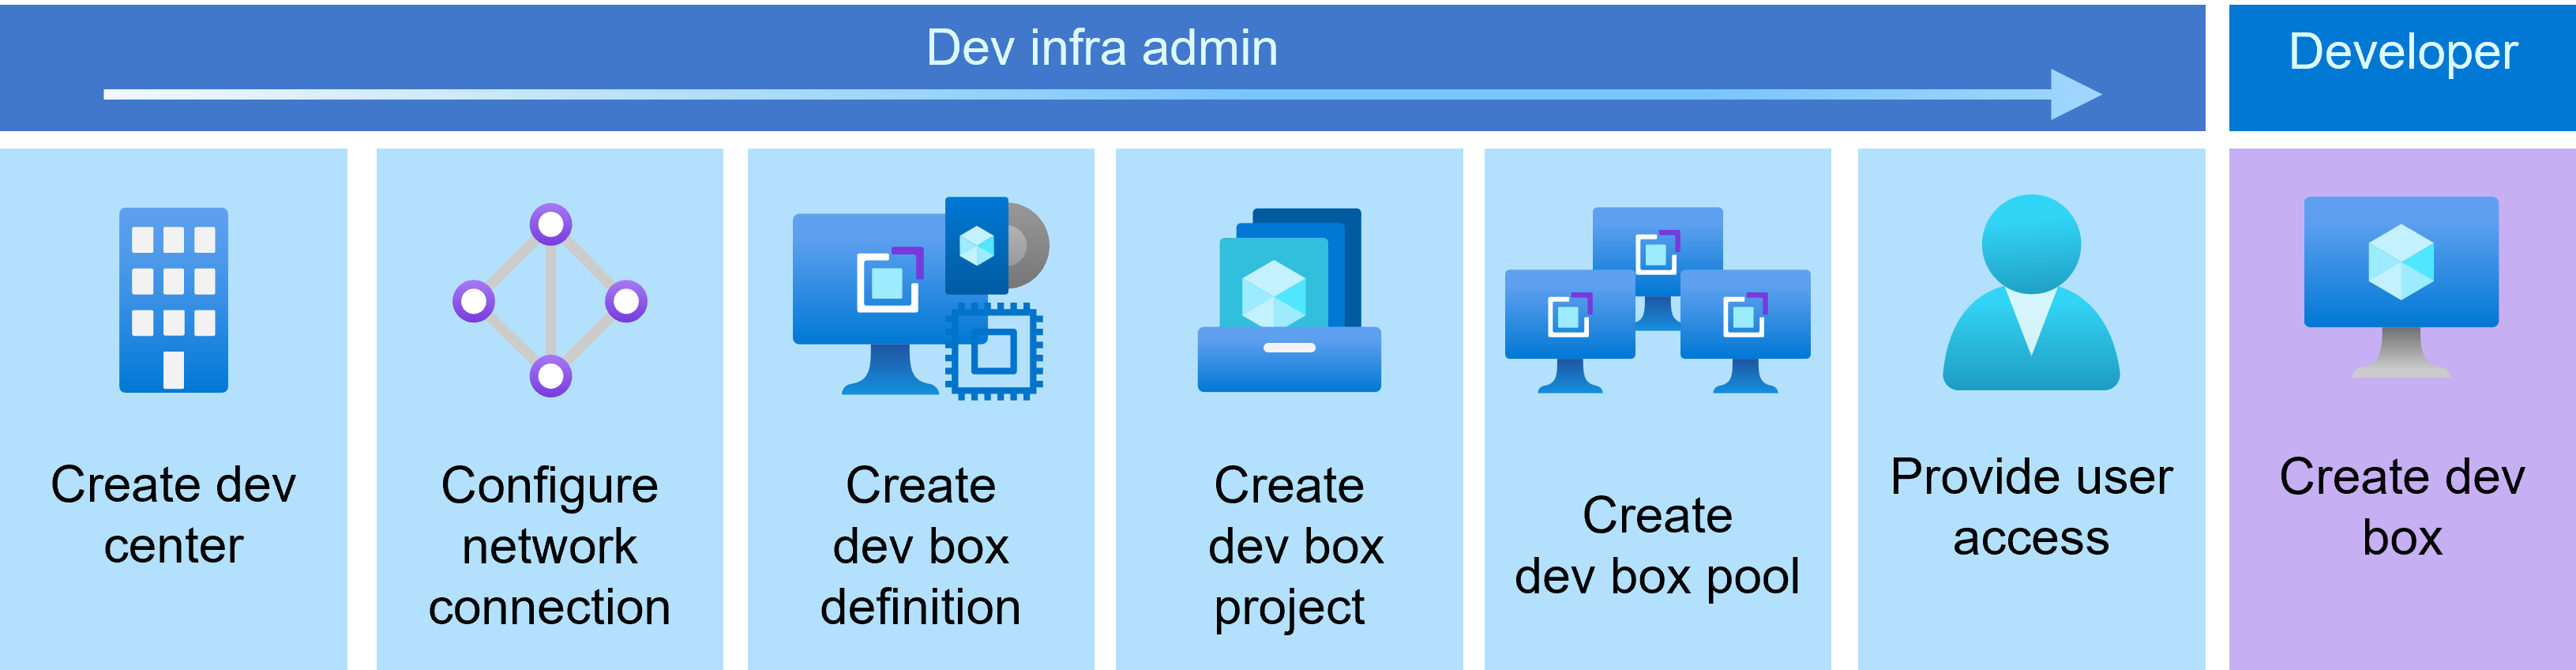 Dev infra admin
Developer
Create dev
center
Configure
network
connection
Create
dev box
definition
Create
dev box
project
Create
dev box pool
Provide user
access
Create dev
box